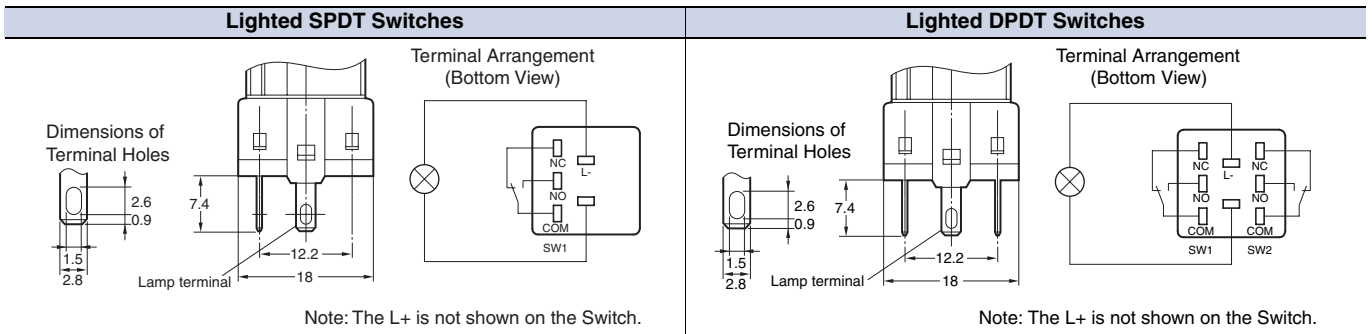 Lighted SPDT Switches
Terminal Arrangement
(Bottom View)
Dimensions of
Terminal Holes
2.6
0.9
1.5
2.8
7.4
12.2
18
Lamp terminal
NC
L-
NO
COM
SW1
Note: The L+ is not shown on the Switch.
Lighted DPDT Switches
Terminal Arrangement
(Bottom View)
Dimensions of
Terminal Holes
2.6
0.9
1.5
2.8
7.4
12.2
18
Lamp terminal
NC
L-
NC
NO
NO
COM
COM
SW1
SW2
Note: The L+ is not shown on the Switch.